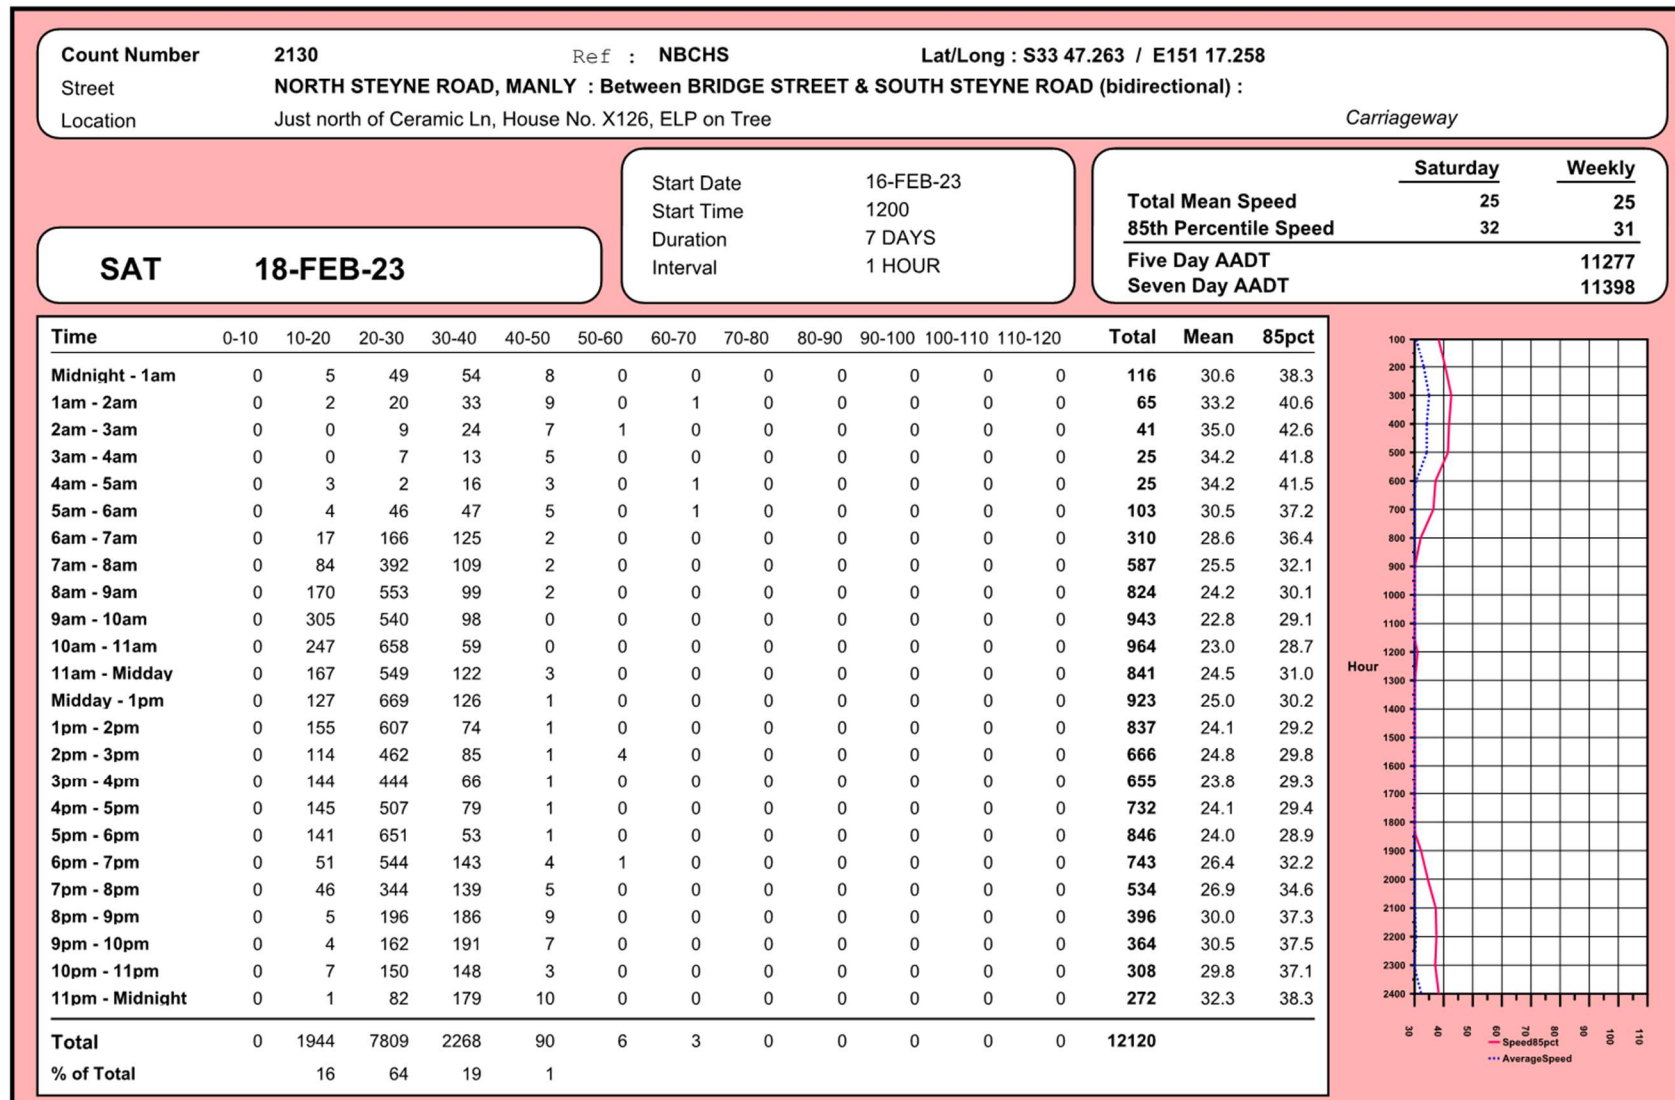 Count Number 2130 Ref : NBCHS Lat/Long : S33 47.263 / E151 17.258
Street NORTH STEYNE ROAD, MANLY : Between BRIDGE STREET & SOUTH STEYNE ROAD (bidirectional) :
Location Just north of Ceramic Ln, House No. X126, ELP on Tree Carriageway
SAT 18-FEB-23
Start Date 16-FEB-23
Start Time 1200
Duration 7 DAYS
Interval 1 HOUR
Saturday Weekly
Total Mean Speed 25 25
85th Percentile Speed 32 31
Five Day AADT 11277
Seven Day AADT 11398
Time 0-10 10-20 20-30 30-40 40-50 50-60 60-70 70-80 80-90 90-100 100-110 110-120 Total Mean 85pct
Midnight - 1am 0 5 49 54 8 0 0 0 0 0 0 0 116 30.6 38.3
1am - 2am 0 2 20 33 9 0 1 0 0 0 0 0 65 33.2 40.6
2am - 3am 0 0 9 24 7 1 0 0 0 0 0 0 41 35.0 42.6
3am - 4am 0 0 7 13 5 0 0 0 0 0 0 0 25 34.2 41.8
4am - 5am 0 3 2 16 3 0 1 0 0 0 0 0 25 34.2 41.5
5am - 6am 0 4 46 47 5 0 1 0 0 0 0 0 103 30.5 37.2
6am - 7am 0 17 166 125 2 0 0 0 0 0 0 0 310 28.6 36.4
7am - 8am 0 84 392 109 2 0 0 0 0 0 0 0 587 25.5 32.1
8am - 9am 0 170 553 99 2 0 0 0 0 0 0 0 824 24.2 30.1
9am - 10am 0 305 540 98 0 0 0 0 0 0 0 0 943 22.8 29.1
10am - 11am 0 247 658 59 0 0 0 0 0 0 0 0 964 23.0 28.7
11am - Midday 0 167 549 122 3 0 0 0 0 0 0 0 841 24.5 31.0
Midday - 1pm 0 127 669 126 1 0 0 0 0 0 0 0 923 25.0 30.2
1pm - 2pm 0 155 607 74 1 0 0 0 0 0 0 0 837 24.1 29.2
2pm - 3pm 0 114 462 85 1 4 0 0 0 0 0 0 666 24.8 29.8
3pm - 4pm 0 144 444 66 1 0 0 0 0 0 0 0 655 23.8 29.3
4pm - 5pm 0 145 507 79 1 0 0 0 0 0 0 0 732 24.1 29.4
5pm - 6pm 0 141 651 53 1 0 0 0 0 0 0 0 846 24.0 28.9
6pm - 7pm 0 51 544 143 4 1 0 0 0 0 0 0 743 26.4 32.2
7pm - 8pm 0 46 344 139 5 0 0 0 0 0 0 0 534 26.9 34.6
8pm - 9pm 0 5 196 186 9 0 0 0 0 0 0 0 396 30.0 37.3
9pm - 10pm 0 4 162 191 7 0 0 0 0 0 0 0 364 30.5 37.5
10pm - 11pm 0 7 150 148 3 0 0 0 0 0 0 0 308 29.8 37.1
11pm - Midnight 0 1 82 179 10 0 0 0 0 0 0 0 272 32.3 38.3
Total 0 1944 7809 2268 90 6 3 0 0 0 0 0 12120
% of Total 16 64 19 1
100
200
300
400
500
600
700
800
900
1000
1100
1200
Hour
1300
1400
1500
1600
1700
1800
1900
2000
2100
2200
2300
2400
30 40 50 60 70 80 90 100 110
Speed85pct
AverageSpeed